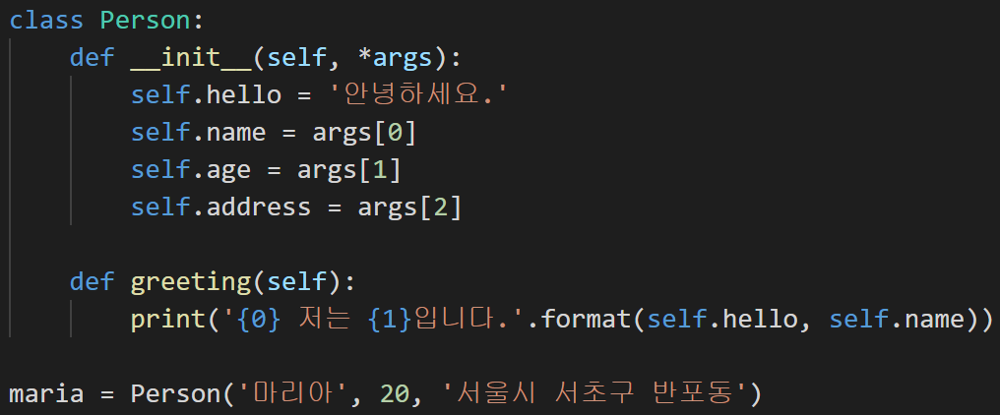 class Person:
    def __init__(self, *args):
        self.hello = '안녕하세요.'
        self.name = args[0]
        self.age = args[1]
        self.address = args[2]

    def greeting(self):
        print('{0} 저는 {1}입니다.'.format(self.hello, self.name))

maria = Person('마리아', 20, '서울시 서초구 반포동')